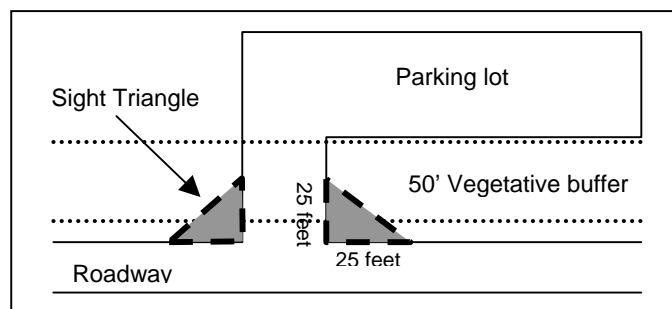 Parking lot
Sight Triangle
50' Vegetative buffer
25 feet
25 feet
Roadway